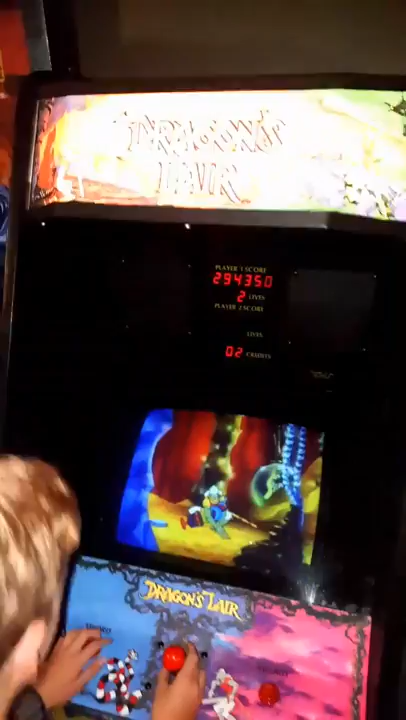 DRAGON'S
LAIR
PLAYER 1 SCORE
294350
2 LIVES
PLAYER 2 SCORE
LIVES
02 CREDITS
DRAGON'S LAIR